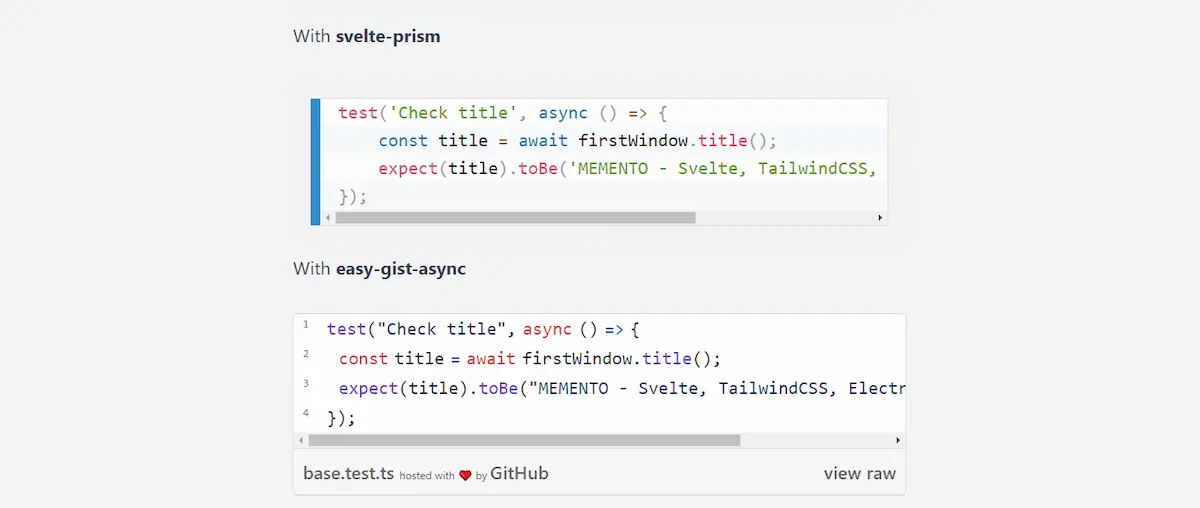 With svelte-prism
test('Check title', async () => {
const title = await firstWindow.title();
expect(title).toBe('MEMENTO - Svelte, TailwindCSS,
});
With easy-gist-async
1 test("Check title", async () => {
2 const title = await firstWindow.title();
3 expect(title).toBe("MEMENTO - Svelte, TailwindCSS, Electr
4 });
base.test.ts hosted with ❤ by GitHub view raw